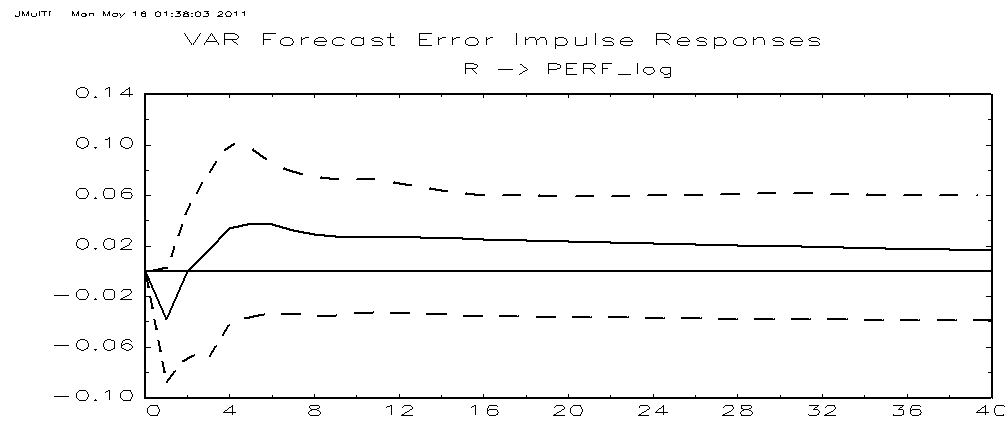 JMulTi Mon May 16 01:38:03 2011
VAR Forecast Error Impulse Responses
R -> PERF_log
0.14
0.10
0.06
0.02
-0.02
-0.06
-0.10
0 4 8 12 16 20 24 28 32 36 40